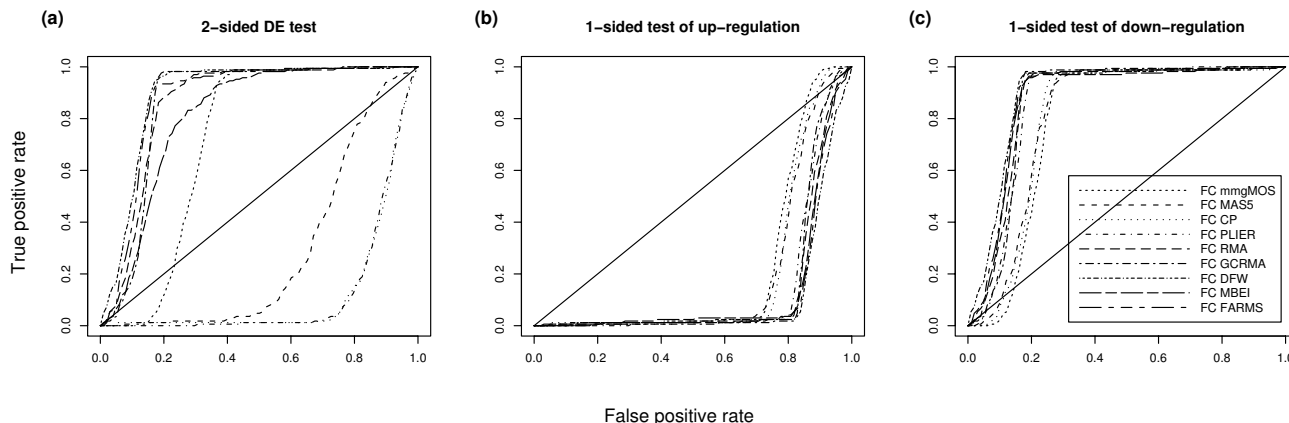 (a)
2−sided DE test
(b)
1−sided test of up−regulation
(c)
1−sided test of down−regulation
True positive rate
1.0
0.8
0.6
0.4
0.2
0.0
0.0 0.2 0.4 0.6 0.8 1.0
1.0
0.8
0.6
0.4
0.2
0.0
0.0 0.2 0.4 0.6 0.8 1.0
1.0
0.8
0.6
0.4
0.2
0.0
0.0 0.2 0.4 0.6 0.8 1.0
FC mmgMOS
FC MAS5
FC CP
FC PLIER
FC RMA
FC GCRMA
FC DFW
FC MBEI
FC FARMS
False positive rate